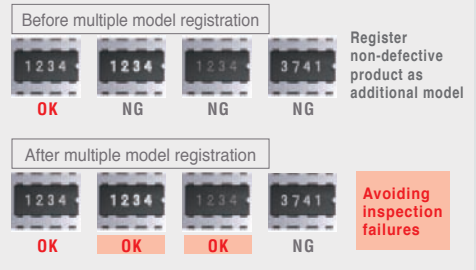 Before multiple model registration
1234 1234 1234 3741
OK NG NG NG
Register
non-defective
product as
additional model
After multiple model registration
1234 1234 1234 3741
OK OK OK NG
Avoiding
inspection
failures